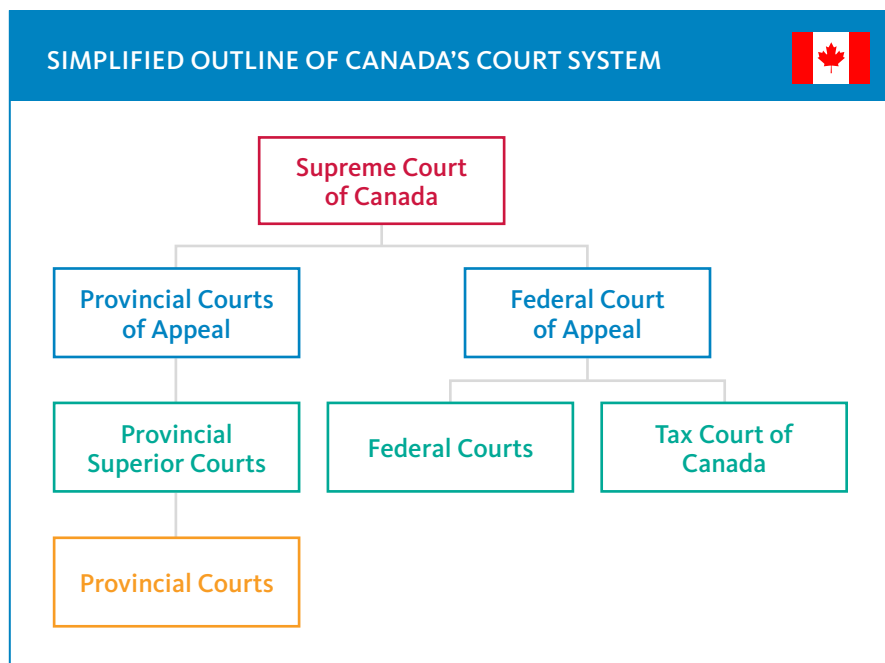 SIMPLIFIED OUTLINE OF CANADA’S COURT SYSTEM
Supreme Court
of Canada
Provincial Courts
of Appeal
Federal Court
of Appeal
Provincial
Superior Courts
Federal Courts
Tax Court of
Canada
Provincial Courts